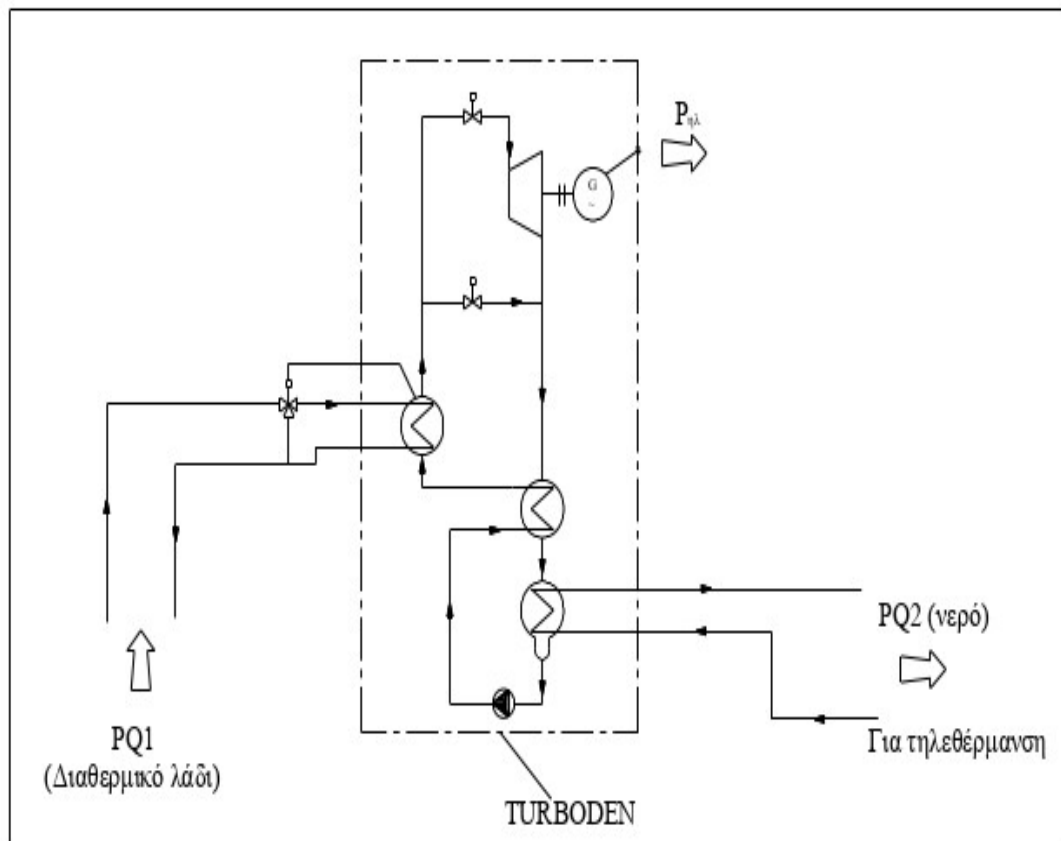 Pηλ
G
~
PQ2 (νερό)
Για τηλεθέρμανση
PQ1
(Διαθερμικό λάδι)
TURBODEN